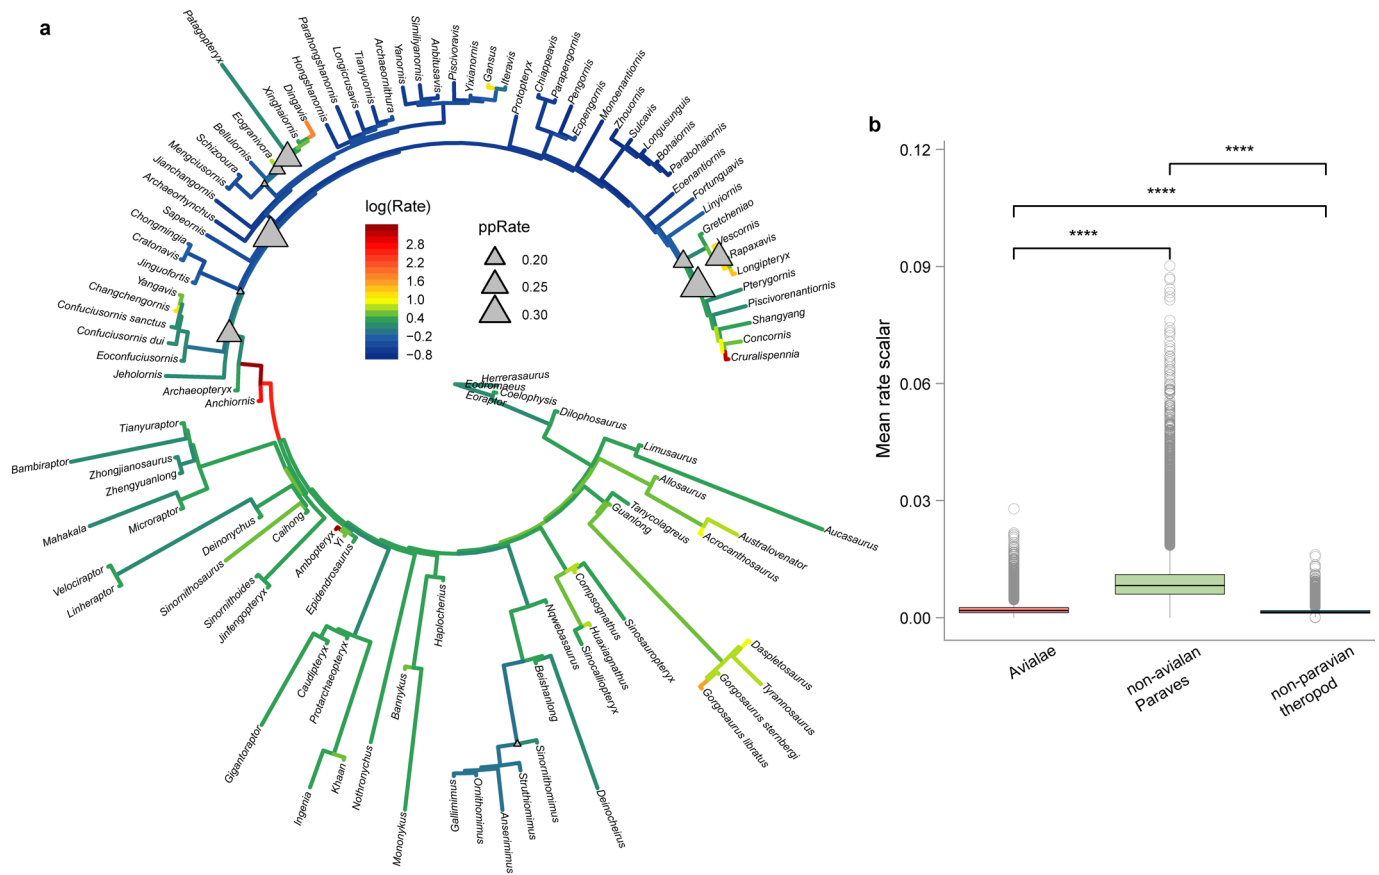 a
Patagopteryx
Dingavis
Xinghaiornis
Eogranivora
Bellulornis
Schizooura
Mengciusornis
Jianchangornis
Archaeorhynchus
Sapeornis
Chongmingia
Cratonavis
Jinguofortis
Yangavis
Changchengornis
Confuciusornis sanctus
Confuciusornis dui
Eoconfuciusornis
Jeholornis
Archaeopteryx
Anchiornis
Hongshanornis
Parahongshanornis
Longicrusavis
Tianyuornis
Archaeornithura
Yanornis
Similiyanornis
Anbitusavis
Piscivoravis
Yixianornis
Gansus
Iteravis
Protopteryx
Chiappeavis
Parapengornis
Pengornis
Eopengornis
Monoenantiornis
Zhouornis
Sulcavis
Longusunguis
Bohaiornis
Parabohaiornis
Eoenantiornis
Fortunguavis
Linyiornis
Gretcheniao
Vescornis
Rapaxavis
Longipteryx
Pterygornis
Piscivorenantiornis
Shangyang
Concornis
Cruralispennia
log(Rate)
2.8
2.2
1.6
1.0
0.4
−0.2
−0.8
ppRate
0.20
0.25
0.30
Herrerasaurus
Eodromaeus
Coelophysis
Eoraptor
Dilophosaurus
Limusaurus
Aucasaurus
Allosaurus
Australovenator
Acrocanthosaurus
Tanycolagreus
Guanlong
Daspletosaurus
Tyrannosaurus
Gorgosaurus sternbergi
Gorgosaurus libratus
Compsognathus
Sinosauropteryx
Huaxiagnathus
Sinocalliopteryx
Nqwebasaurus
Beishanlong
Deinocheirus
Sinornithomimus
Struthiomimus
Anserimimus
Ornithomimus
Gallimimus
Haplocherius
Bannykus
Mononykus
Nothronychus
Khaan
Ingenia
Protarchaeopteryx
Caudipteryx
Gigantoraptor
Epidendrosaurus
Yi
Ambopteryx
Caihong
Jinfengopteryx
Sinornithoides
Sinornithosaurus
Deinonychus
Linheraptor
Velociraptor
Microraptor
Mahakala
Zhengyuanlong
Zhongjianosaurus
Bambiraptor
Tianyuraptor
b
Mean rate scalar
0.12
0.09
0.06
0.03
0.00
****
****
****
Avialae
non-avialan
Paraves
non-paravian
theropod